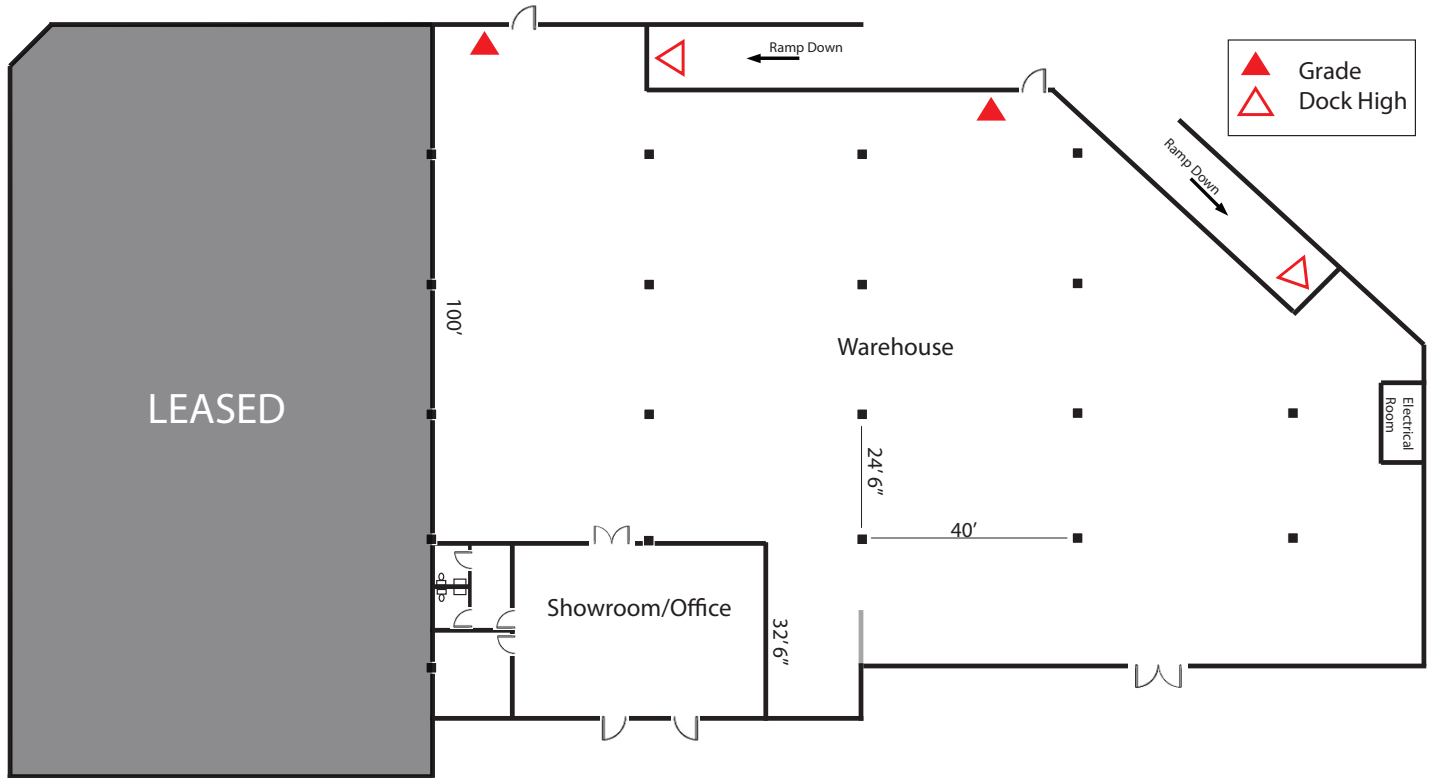 Ramp Down
Grade
Dock High
Ramp Down
100’
Warehouse
LEASED
Electrical
Room
24’ 6”
40’
Showroom/Office
32’ 6”